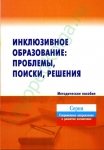 ИНКЛЮЗИВНОЕ
ОБРАЗОВАНИЕ:
ПРОБЛЕМЫ,
ПОИСКИ, РЕШЕНИЯ
Методическое пособие
Серия